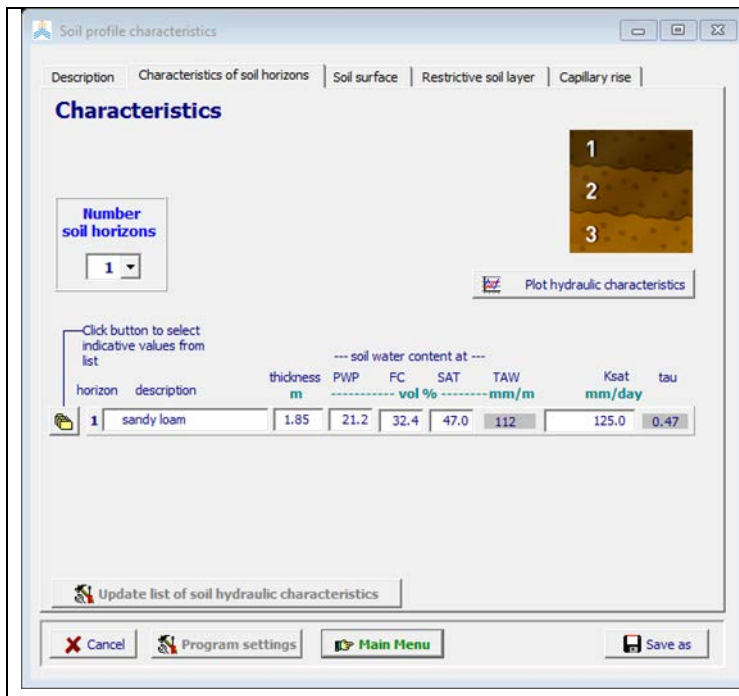 Soil profile characteristics
Description Characteristics of soil horizons Soil surface Restrictive soil layer Capillary rise
Characteristics
1
2
3
Number
soil horizons
1
Plot hydraulic characteristics
Click button to select
indicative values from
list
--- soil water content at ---
thickness PWP FC SAT TAW Ksat tau
horizon description m ----------- vol % --------mm/m mm/day
1 sandy loam 1.85 21.2 32.4 47.0 112 125.0 0.47
Update list of soil hydraulic characteristics
Cancel Program settings Main Menu Save as